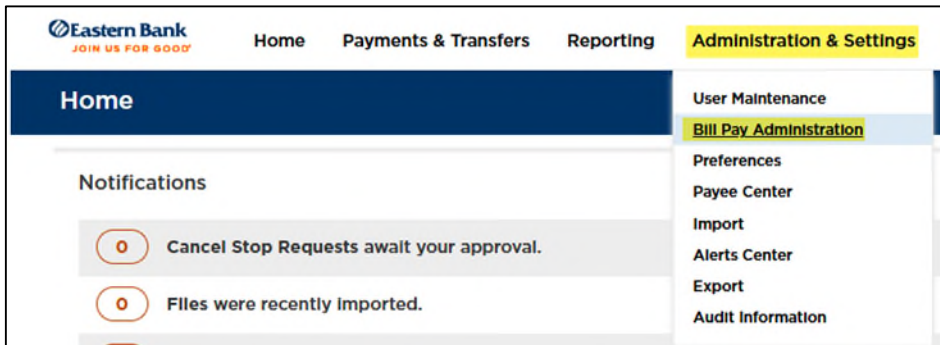 Eastern Bank
JOIN US FOR GOOD®
Home Payments & Transfers Reporting Administration & Settings
Home
User Maintenance
Bill Pay Administration
Preferences
Payee Center
Import
Alerts Center
Export
Audit Information
Notifications
0 Cancel Stop Requests await your approval.
0 Files were recently imported.